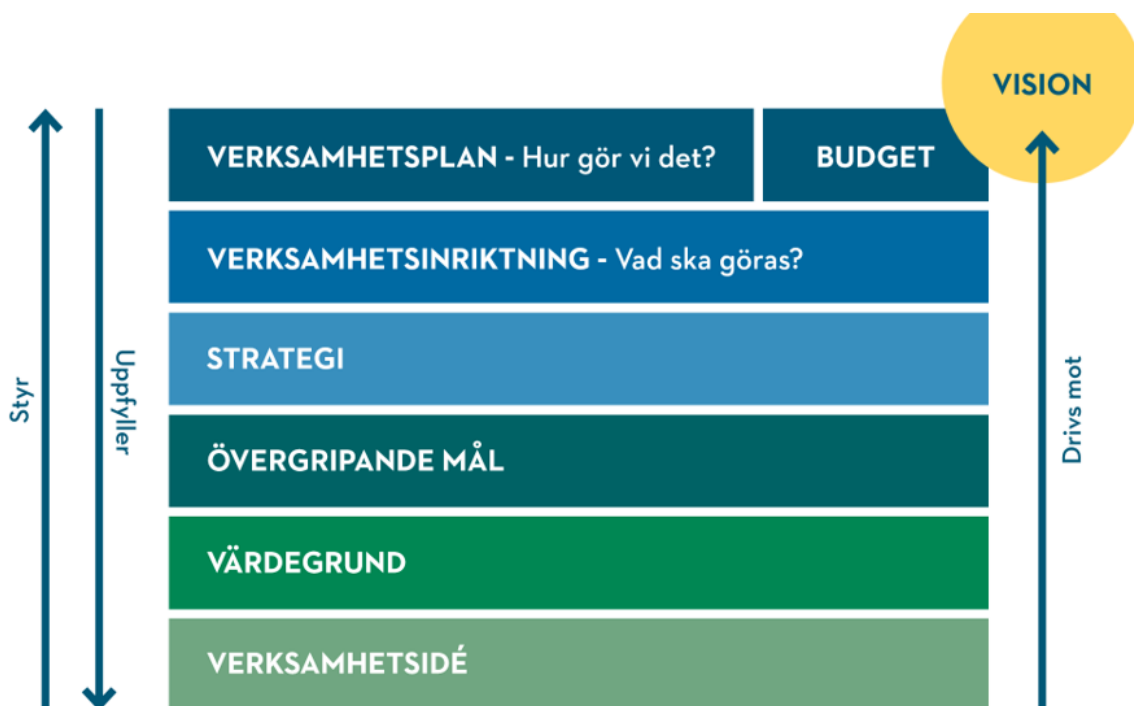 VISION
VERKSAMHETSPLAN - Hur gör vi det?
BUDGET
VERKSAMHETSINRIKTNING - Vad ska göras?
STRATEGI
ÖVERGRIPANDE MÅL
VÄRDEGRUND
VERKSAMHETSIDÉ
Styr
Uppfyller
Drivs mot